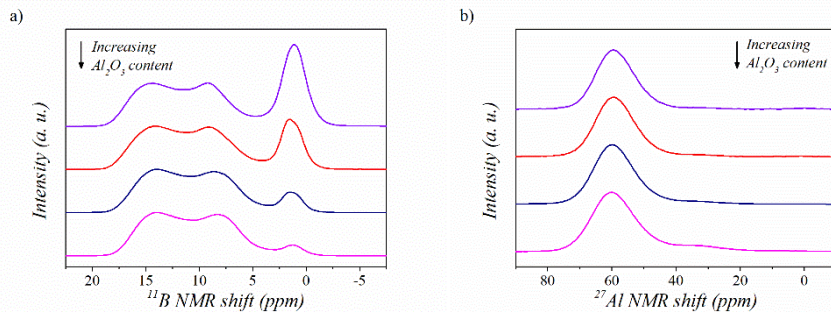 a)
Increasing
Al₂O₃ content
Intensity (a. u.)
20 15 10 5 0 -5
¹¹B NMR shift (ppm)
b)
Increasing
Al₂O₃ content
Intensity (a. u.)
80 60 40 20 0
²⁷Al NMR shift (ppm)